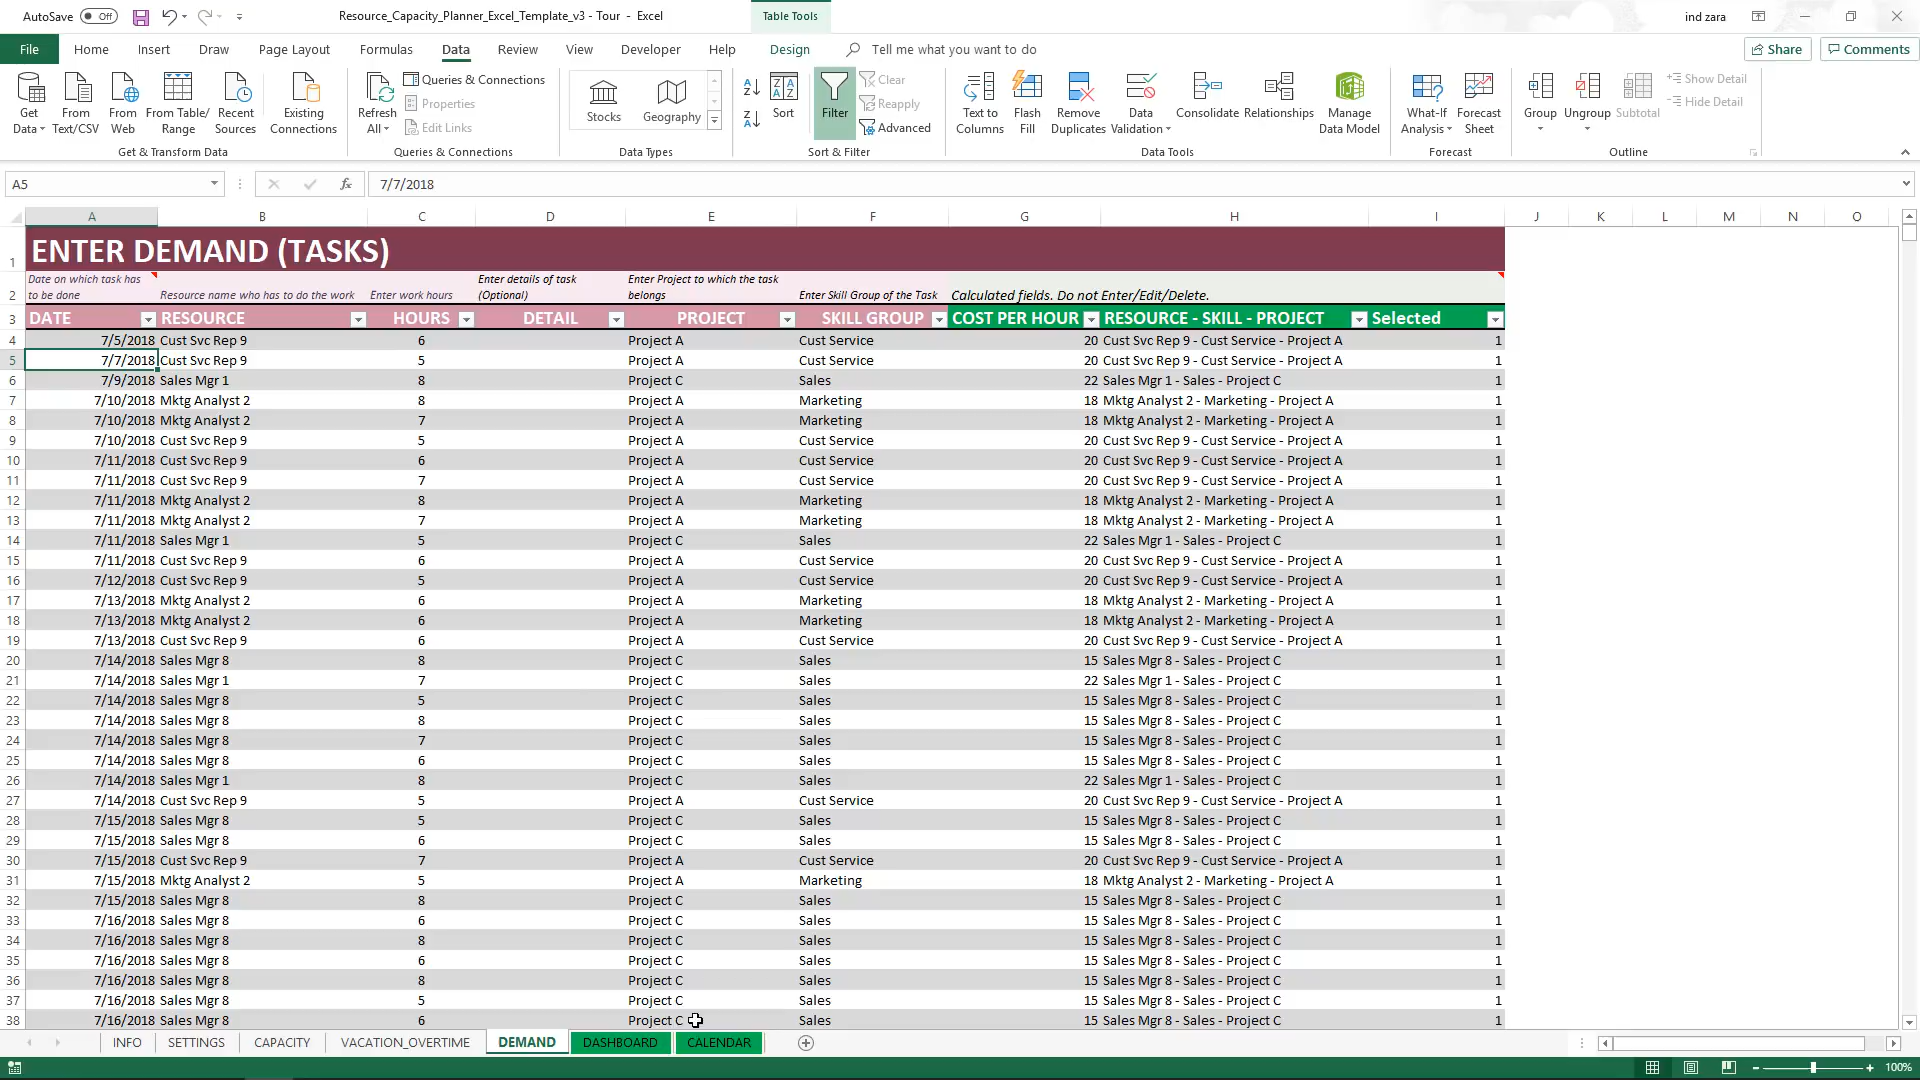 AutoSave Off Resource_Capacity_Planner_Excel_Template_v3 - Tour - Excel Table Tools ind zara
File Home Insert Draw Page Layout Formulas Data Review View Developer Help Design Tell me what you want to do Share Comments
Get Data From Text/CSV From Web From Table/ Range Recent Sources Existing Connections
Get & Transform Data
Refresh All Queries & Connections Properties Edit Links
Queries & Connections
Stocks Geography
Data Types
Sort Filter Clear Reapply Advanced
Sort & Filter
Text to Columns Flash Fill Remove Duplicates Data Validation Consolidate Relationships Manage Data Model
Data Tools
What-If Analysis Forecast Sheet
Forecast
Group Ungroup Subtotal Show Detail Hide Detail
Outline
A5 fx 7/7/2018
A B C D E F G H I J K L M N O
1 ENTER DEMAND (TASKS)
2 Date on which task has to be done Resource name who has to do the work Enter work hours Enter details of task (Optional) Enter Project to which the task belongs Enter Skill Group of the Task Calculated fields. Do not Enter/Edit/Delete.
3 DATE RESOURCE HOURS DETAIL PROJECT SKILL GROUP COST PER HOUR RESOURCE - SKILL - PROJECT Selected
4 7/5/2018 Cust Svc Rep 9 6 Project A Cust Service 20 Cust Svc Rep 9 - Cust Service - Project A 1
5 7/7/2018 Cust Svc Rep 9 5 Project A Cust Service 20 Cust Svc Rep 9 - Cust Service - Project A 1
6 7/9/2018 Sales Mgr 1 8 Project C Sales 22 Sales Mgr 1 - Sales - Project C 1
7 7/10/2018 Mktg Analyst 2 8 Project A Marketing 18 Mktg Analyst 2 - Marketing - Project A 1
8 7/10/2018 Mktg Analyst 2 7 Project A Marketing 18 Mktg Analyst 2 - Marketing - Project A 1
9 7/10/2018 Cust Svc Rep 9 5 Project A Cust Service 20 Cust Svc Rep 9 - Cust Service - Project A 1
10 7/11/2018 Cust Svc Rep 9 6 Project A Cust Service 20 Cust Svc Rep 9 - Cust Service - Project A 1
11 7/11/2018 Cust Svc Rep 9 7 Project A Cust Service 20 Cust Svc Rep 9 - Cust Service - Project A 1
12 7/11/2018 Mktg Analyst 2 8 Project A Marketing 18 Mktg Analyst 2 - Marketing - Project A 1
13 7/11/2018 Mktg Analyst 2 7 Project A Marketing 18 Mktg Analyst 2 - Marketing - Project A 1
14 7/11/2018 Sales Mgr 1 5 Project C Sales 22 Sales Mgr 1 - Sales - Project C 1
15 7/11/2018 Cust Svc Rep 9 6 Project A Cust Service 20 Cust Svc Rep 9 - Cust Service - Project A 1
16 7/12/2018 Cust Svc Rep 9 5 Project A Cust Service 20 Cust Svc Rep 9 - Cust Service - Project A 1
17 7/13/2018 Mktg Analyst 2 6 Project A Marketing 18 Mktg Analyst 2 - Marketing - Project A 1
18 7/13/2018 Mktg Analyst 2 6 Project A Marketing 18 Mktg Analyst 2 - Marketing - Project A 1
19 7/13/2018 Cust Svc Rep 9 6 Project A Cust Service 20 Cust Svc Rep 9 - Cust Service - Project A 1
20 7/14/2018 Sales Mgr 8 8 Project C Sales 15 Sales Mgr 8 - Sales - Project C 1
21 7/14/2018 Sales Mgr 1 7 Project C Sales 22 Sales Mgr 1 - Sales - Project C 1
22 7/14/2018 Sales Mgr 8 5 Project C Sales 15 Sales Mgr 8 - Sales - Project C 1
23 7/14/2018 Sales Mgr 8 8 Project C Sales 15 Sales Mgr 8 - Sales - Project C 1
24 7/14/2018 Sales Mgr 8 7 Project C Sales 15 Sales Mgr 8 - Sales - Project C 1
25 7/14/2018 Sales Mgr 8 6 Project C Sales 15 Sales Mgr 8 - Sales - Project C 1
26 7/14/2018 Sales Mgr 1 8 Project C Sales 22 Sales Mgr 1 - Sales - Project C 1
27 7/14/2018 Cust Svc Rep 9 5 Project A Cust Service 20 Cust Svc Rep 9 - Cust Service - Project A 1
28 7/15/2018 Sales Mgr 8 5 Project C Sales 15 Sales Mgr 8 - Sales - Project C 1
29 7/15/2018 Sales Mgr 8 6 Project C Sales 15 Sales Mgr 8 - Sales - Project C 1
30 7/15/2018 Cust Svc Rep 9 7 Project A Cust Service 20 Cust Svc Rep 9 - Cust Service - Project A 1
31 7/15/2018 Mktg Analyst 2 5 Project A Marketing 18 Mktg Analyst 2 - Marketing - Project A 1
32 7/15/2018 Sales Mgr 8 8 Project C Sales 15 Sales Mgr 8 - Sales - Project C 1
33 7/16/2018 Sales Mgr 8 6 Project C Sales 15 Sales Mgr 8 - Sales - Project C 1
34 7/16/2018 Sales Mgr 8 8 Project C Sales 15 Sales Mgr 8 - Sales - Project C 1
35 7/16/2018 Sales Mgr 8 6 Project C Sales 15 Sales Mgr 8 - Sales - Project C 1
36 7/16/2018 Sales Mgr 8 8 Project C Sales 15 Sales Mgr 8 - Sales - Project C 1
37 7/16/2018 Sales Mgr 8 5 Project C Sales 15 Sales Mgr 8 - Sales - Project C 1
38 7/16/2018 Sales Mgr 8 6 Project C Sales 15 Sales Mgr 8 - Sales - Project C 1
INFO SETTINGS CAPACITY VACATION_OVERTIME DEMAND DASHBOARD CALENDAR
100%